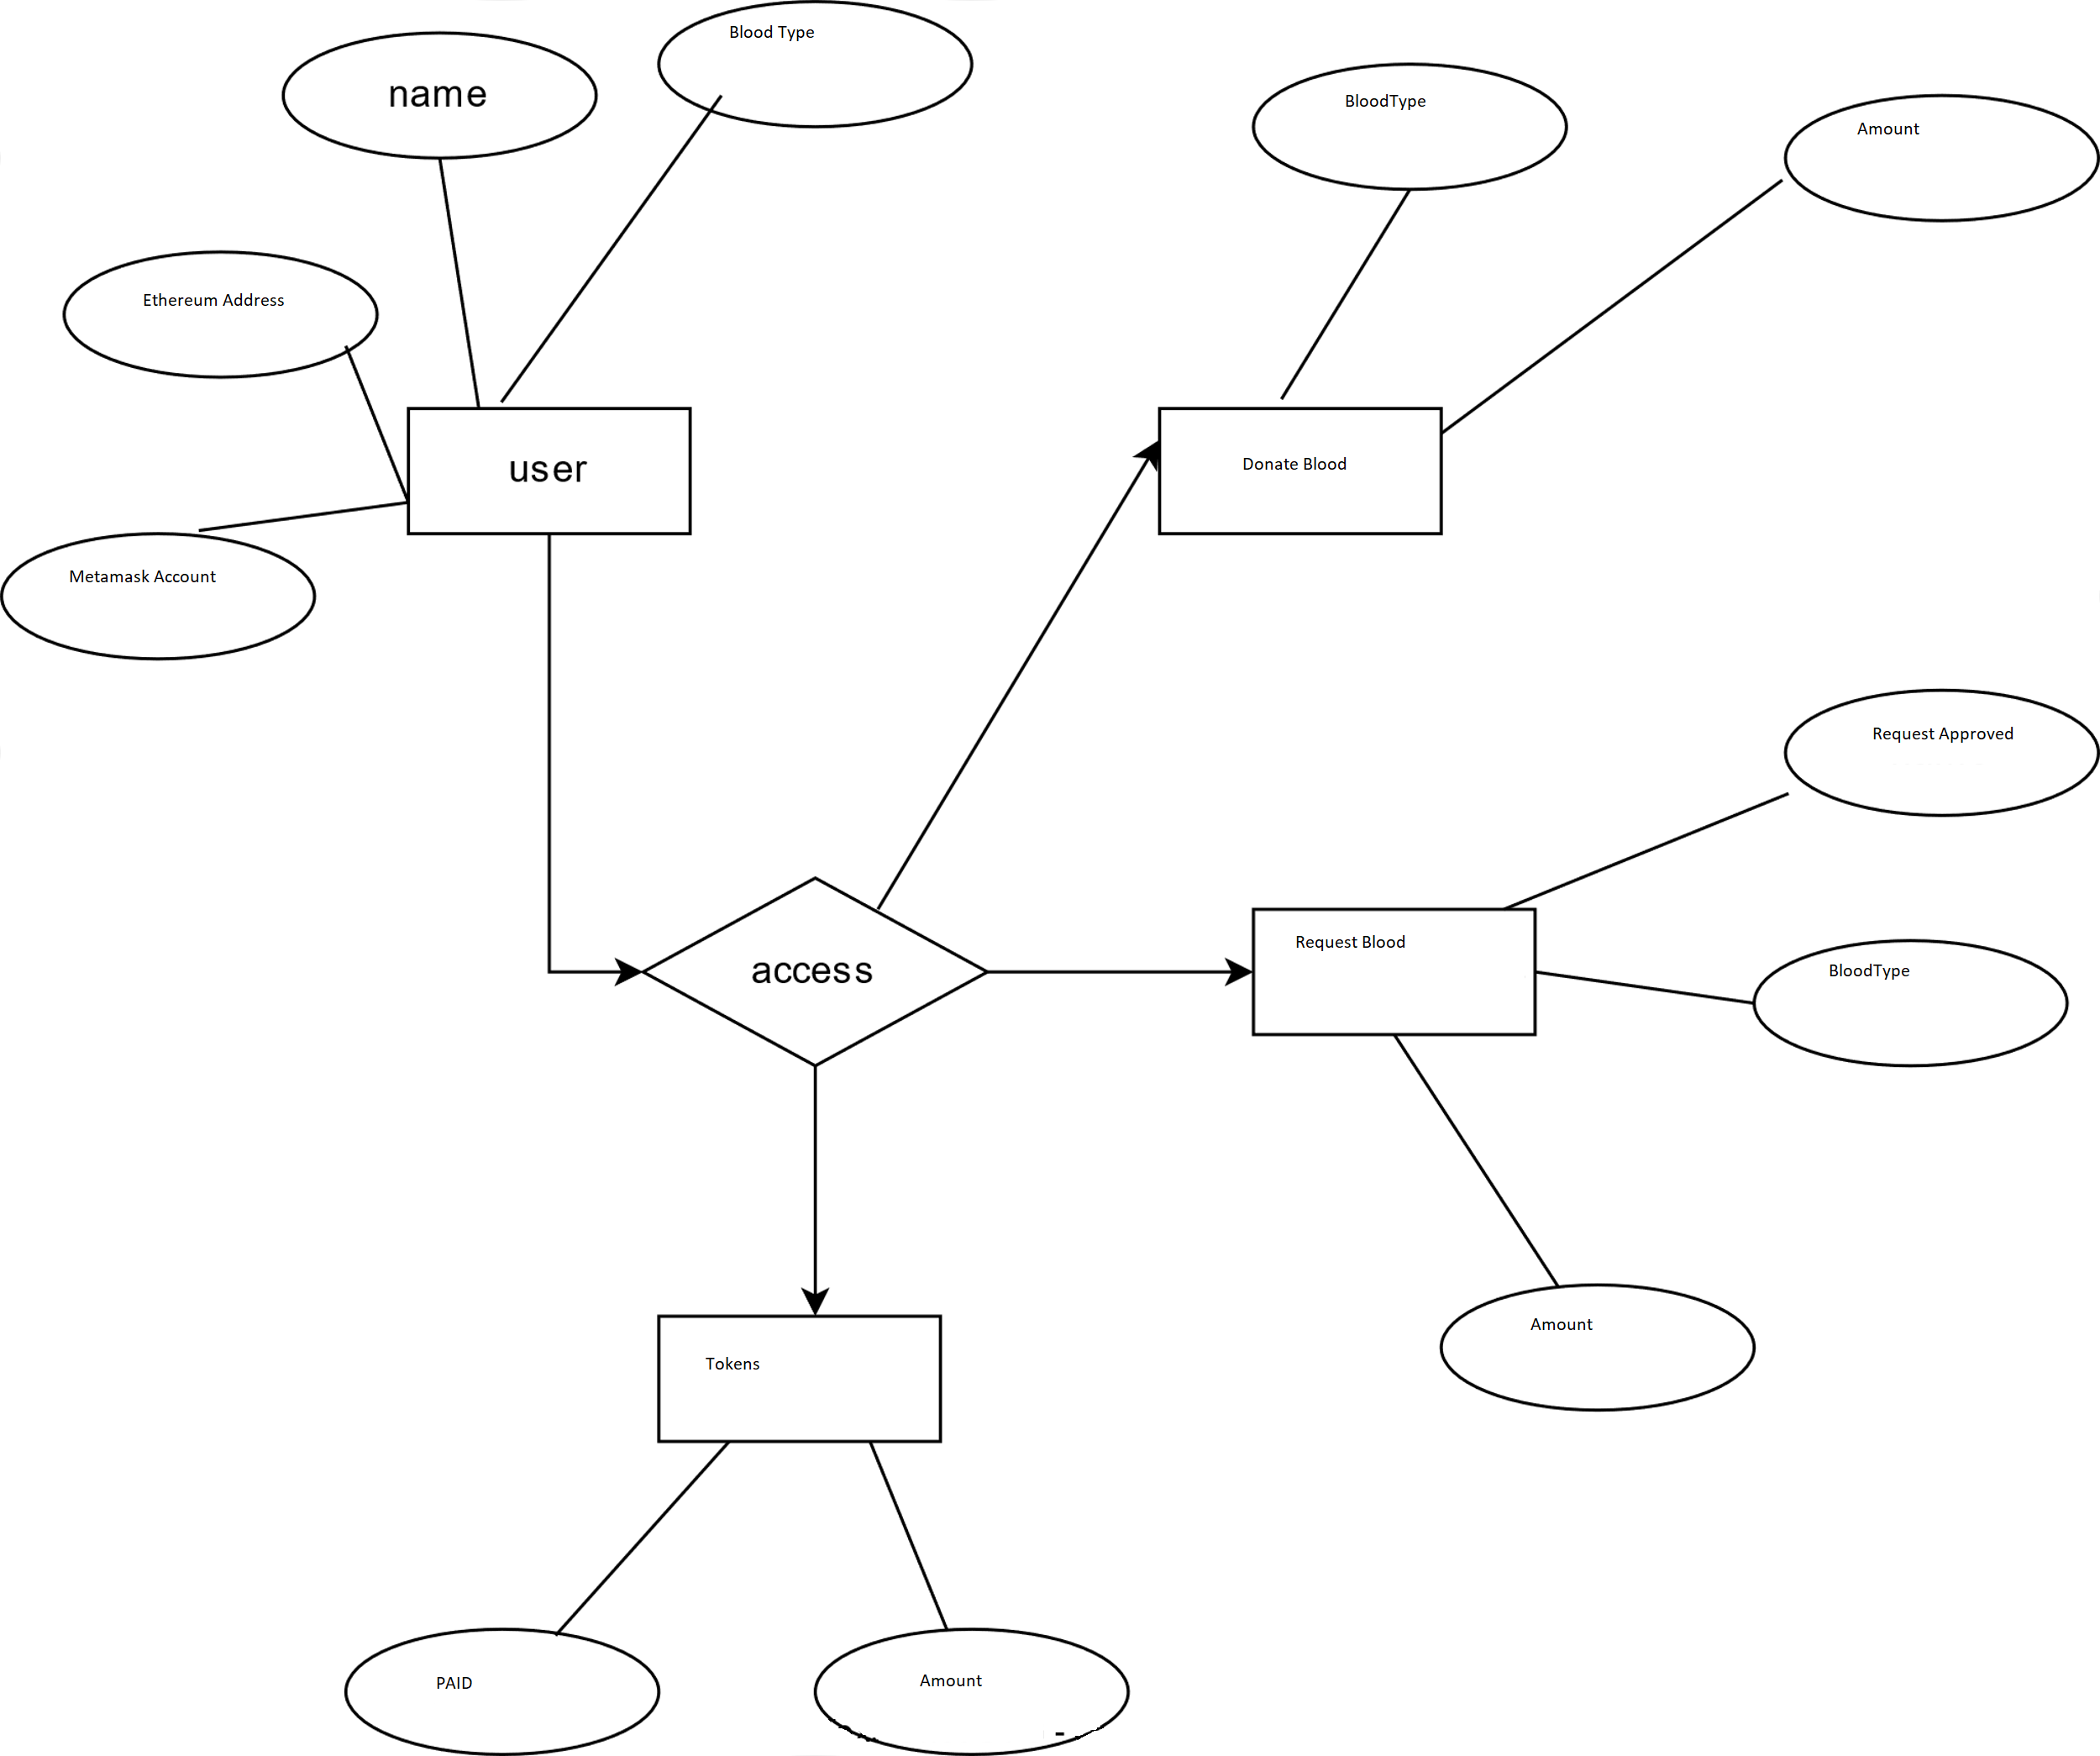 Blood Type
name
BloodType
Amount
Ethereum Address
user
Donate Blood
Metamask Account
Request Approved
Request Blood
BloodType
access
Amount
Tokens
PAID
Amount